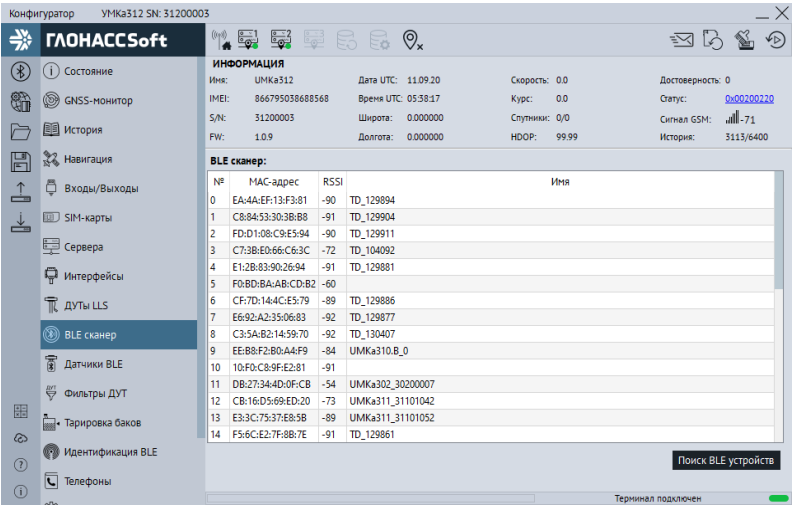 Конфигуратор УМКа312 SN: 31200003
ГЛОНАССSoft
Состояние
GNSS-монитор
История
Навигация
Входы/Выходы
SIM-карты
Сервера
Интерфейсы
ДУТы LLS
BLE сканер
Датчики BLE
Фильтры ДУТ
Тарировка баков
Идентификация BLE
Телефоны
ИНФОРМАЦИЯ
Имя: UMKa312 Дата UTC: 11.09.20 Скорость: 0.0 Достоверность: 0
IMEI: 866795038688568 Время UTC: 05:38:17 Курс: 0.0 Статус: 0x00200220
S/N: 31200003 Широта: 0.000000 Спутники: 0/0 Сигнал GSM: -71
FW: 1.0.9 Долгота: 0.000000 HDOP: 99.99 История: 3113/6400
BLE сканер:
№ MAC-адрес RSSI Имя
0 EA:4A:EF:13:F3:81 -90 TD_129894
1 C8:84:53:30:3B:B8 -91 TD_129904
2 FD:D1:08:C9:E5:94 -90 TD_129911
3 C7:3B:E0:66:C6:3C -72 TD_104092
4 E1:2B:83:90:26:94 -91 TD_129881
5 F0:BD:BA:AB:CD:B2 -60
6 CF:7D:14:4C:E5:79 -89 TD_129886
7 E6:92:A2:35:06:83 -92 TD_129877
8 C3:5A:B2:14:59:70 -92 TD_130407
9 EE:B8:F2:B0:A4:F9 -84 UMKa310.B_0
10 10:F0:C8:9F:E2:81 -91
11 DB:27:34:4D:0F:CB -54 UMKa302_30200007
12 CB:16:D5:69:ED:20 -73 UMKa311_31101042
13 E3:3C:75:37:E8:5B -89 UMKa311_31101052
14 F5:6C:E2:7F:8B:7E -91 TD_129861
Поиск BLE устройств
Терминал подключен